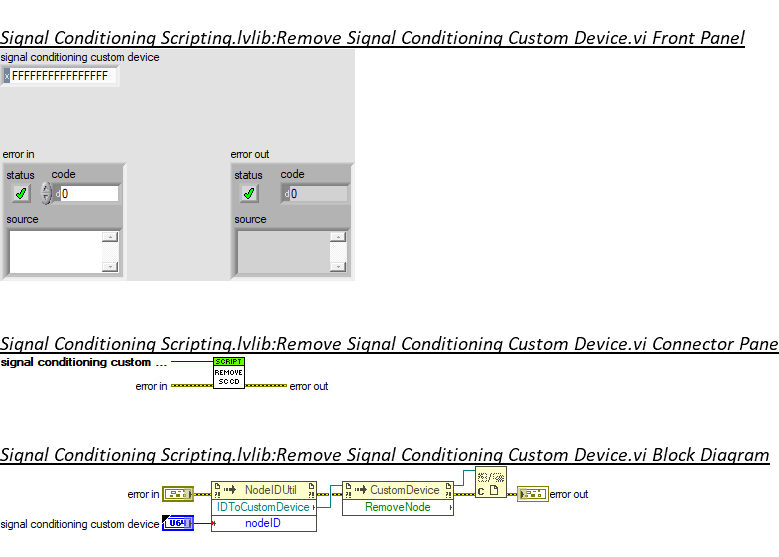 Signal Conditioning Scripting.lvlib:Remove Signal Conditioning Custom Device.vi Front Panel
signal conditioning custom device
x FFFFFFFFFFFFFFFF
error in
error out
status code
status code
d 0
d 0
source
source
Signal Conditioning Scripting.lvlib:Remove Signal Conditioning Custom Device.vi Connector Pane
signal conditioning custom ...
SCRIPT
REMOVE
SCCD
error in
error out
Signal Conditioning Scripting.lvlib:Remove Signal Conditioning Custom Device.vi Block Diagram
error in
NodeIDUtil
CustomDevice
C
error out
IDToCustomDevice
RemoveNode
signal conditioning custom device
U64
nodeID